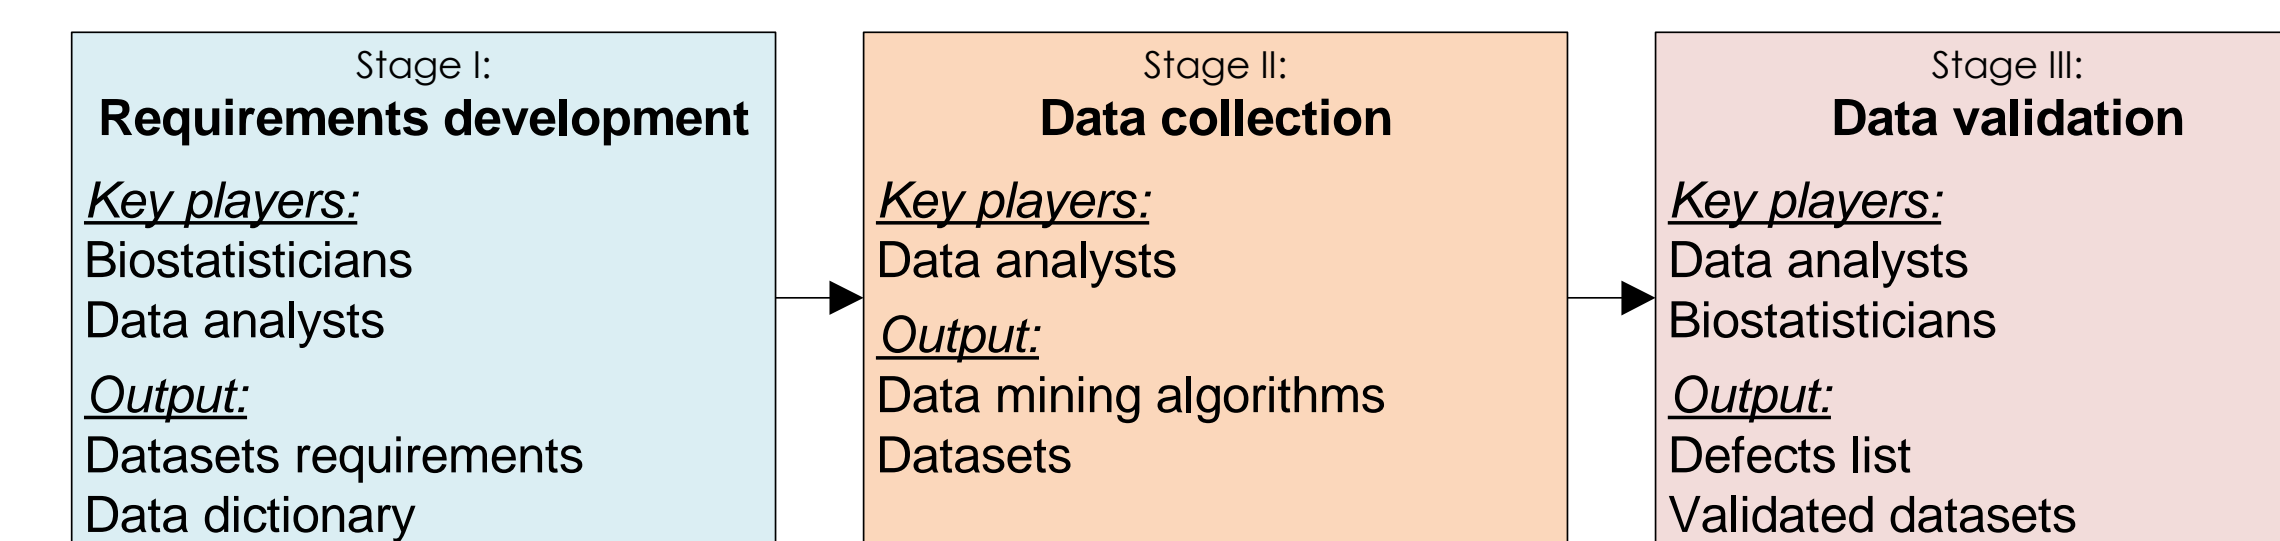 Stage I:
Requirements development
Key players:
Biostatisticians
Data analysts
Output:
Datasets requirements
Data dictionary
Stage II:
Data collection
Key players:
Data analysts
Output:
Data mining algorithms
Datasets
Stage III:
Data validation
Key players:
Data analysts
Biostatisticians
Output:
Defects list
Validated datasets